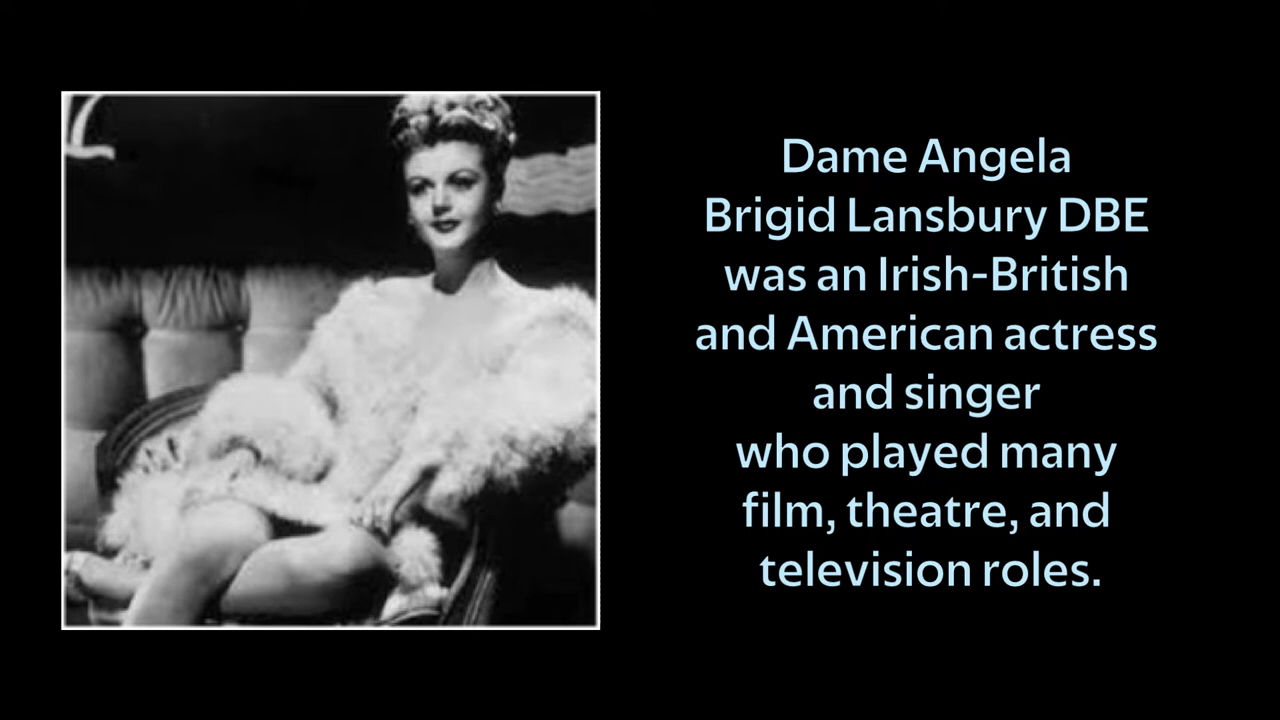 Dame Angela
Brigid Lansbury DBE
was an Irish-British
and American actress
and singer
who played many
film, theatre, and
television roles.